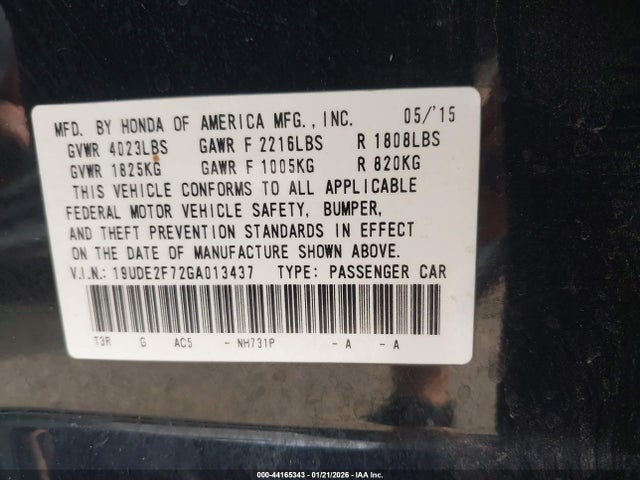 MFD. BY HONDA OF AMERICA MFG., INC. 05/'15
GVWR 4023LBS GAWR F 2216LBS R 1808LBS
GVWR 1825KG GAWR F 1005KG R 820KG
THIS VEHICLE CONFORMS TO ALL APPLICABLE
FEDERAL MOTOR VEHICLE SAFETY, BUMPER,
AND THEFT PREVENTION STANDARDS IN EFFECT
ON THE DATE OF MANUFACTURE SHOWN ABOVE.
V.I.N.: 19UDE2F72GA013437 TYPE: PASSENGER CAR
T3R G AC5 - NH731P - A - A
000-44165343 | 01/21/2026 - IAA Inc.